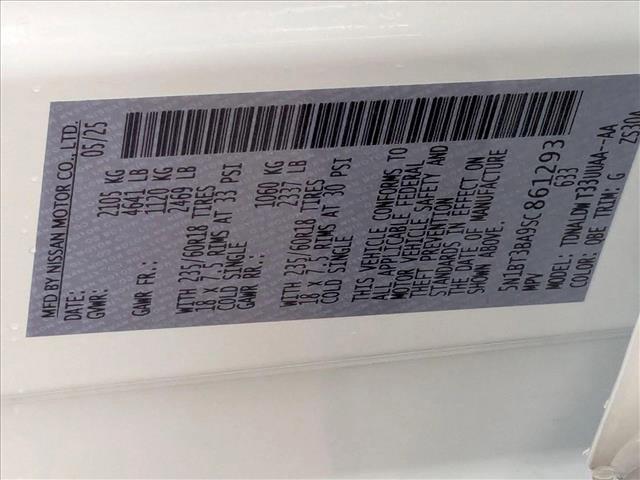 MFD BY NISSAN MOTOR CO., LTD.
DATE: 05/25
GVWR: 2105 KG
4641 LB
GAWR FR.: 1120 KG
2469 LB
WITH 235/60R18 TIRES
18 x 7.5 RIMS AT 33 PSI
COLD SINGLE
GAWR RR.: 1060 KG
2337 LB
WITH 235/60R18 TIRES
18 x 7.5 RIMS AT 30 PSI
COLD SINGLE
THIS VEHICLE CONFORMS TO
ALL APPLICABLE FEDERAL
MOTOR VEHICLE SAFETY AND
THEFT PREVENTION
STANDARDS IN EFFECT ON
THE DATE OF MANUFACTURE
SHOWN ABOVE.
5N1BT3BA9SC861293
MPV 633
MODEL: TDNALDW T33UUAA--AA
COLOR: QBE TRIM: G ZS30A